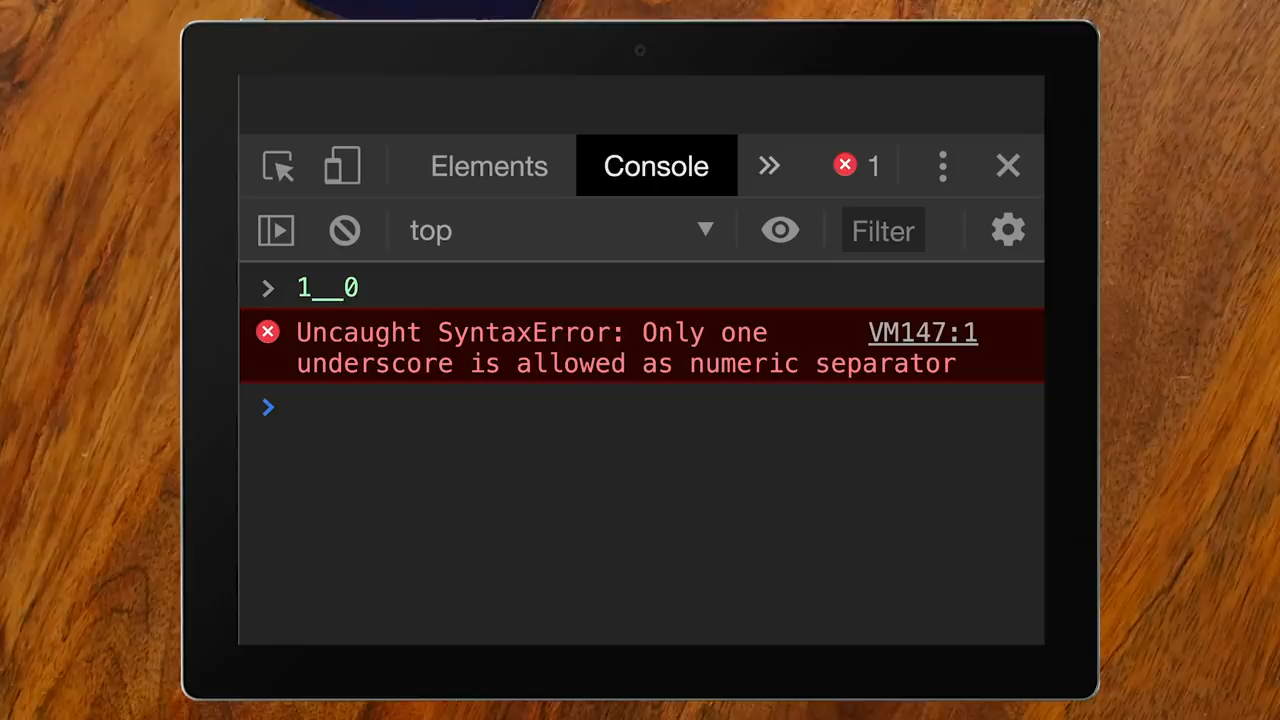 Elements Console 1
top Filter
1__0
Uncaught SyntaxError: Only one VM147:1
underscore is allowed as numeric separator